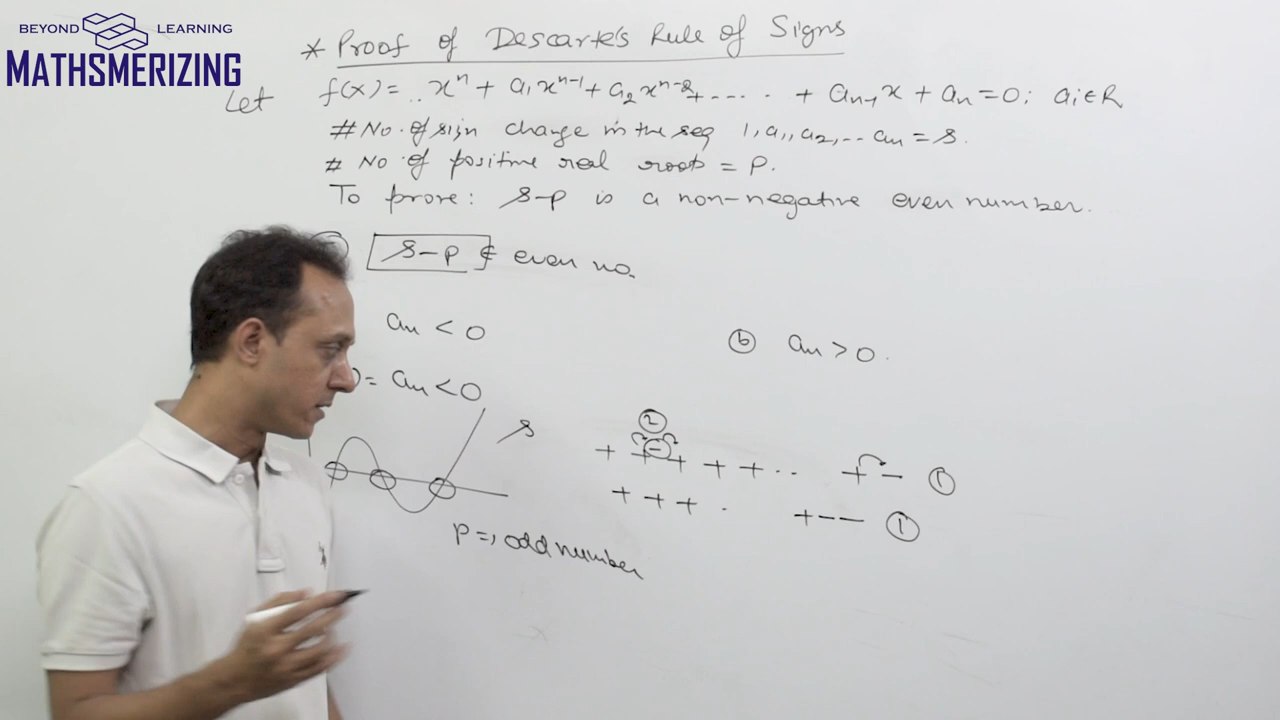 BEYOND LEARNING
MATHSMERIZING
* Proof of Descarte's Rule of Signs
Let f(x) = .. xⁿ + a₁xⁿ⁻¹ + a₂xⁿ⁻² + .... . + aₙ₋₁x + aₙ = 0; aᵢ ∈ R
# No. of sign change in the seq 1, a₁, a₂, ... aₙ = s.
# No. of positive real roots = p.
To prove: s-p is a non-negative even number.
s-p ∈ even no.
aₙ < 0
ⓑ aₙ > 0.
= aₙ < 0
②
s
+ + - + + + .. + - ①
+ + + . + - - ①
p =, odd number